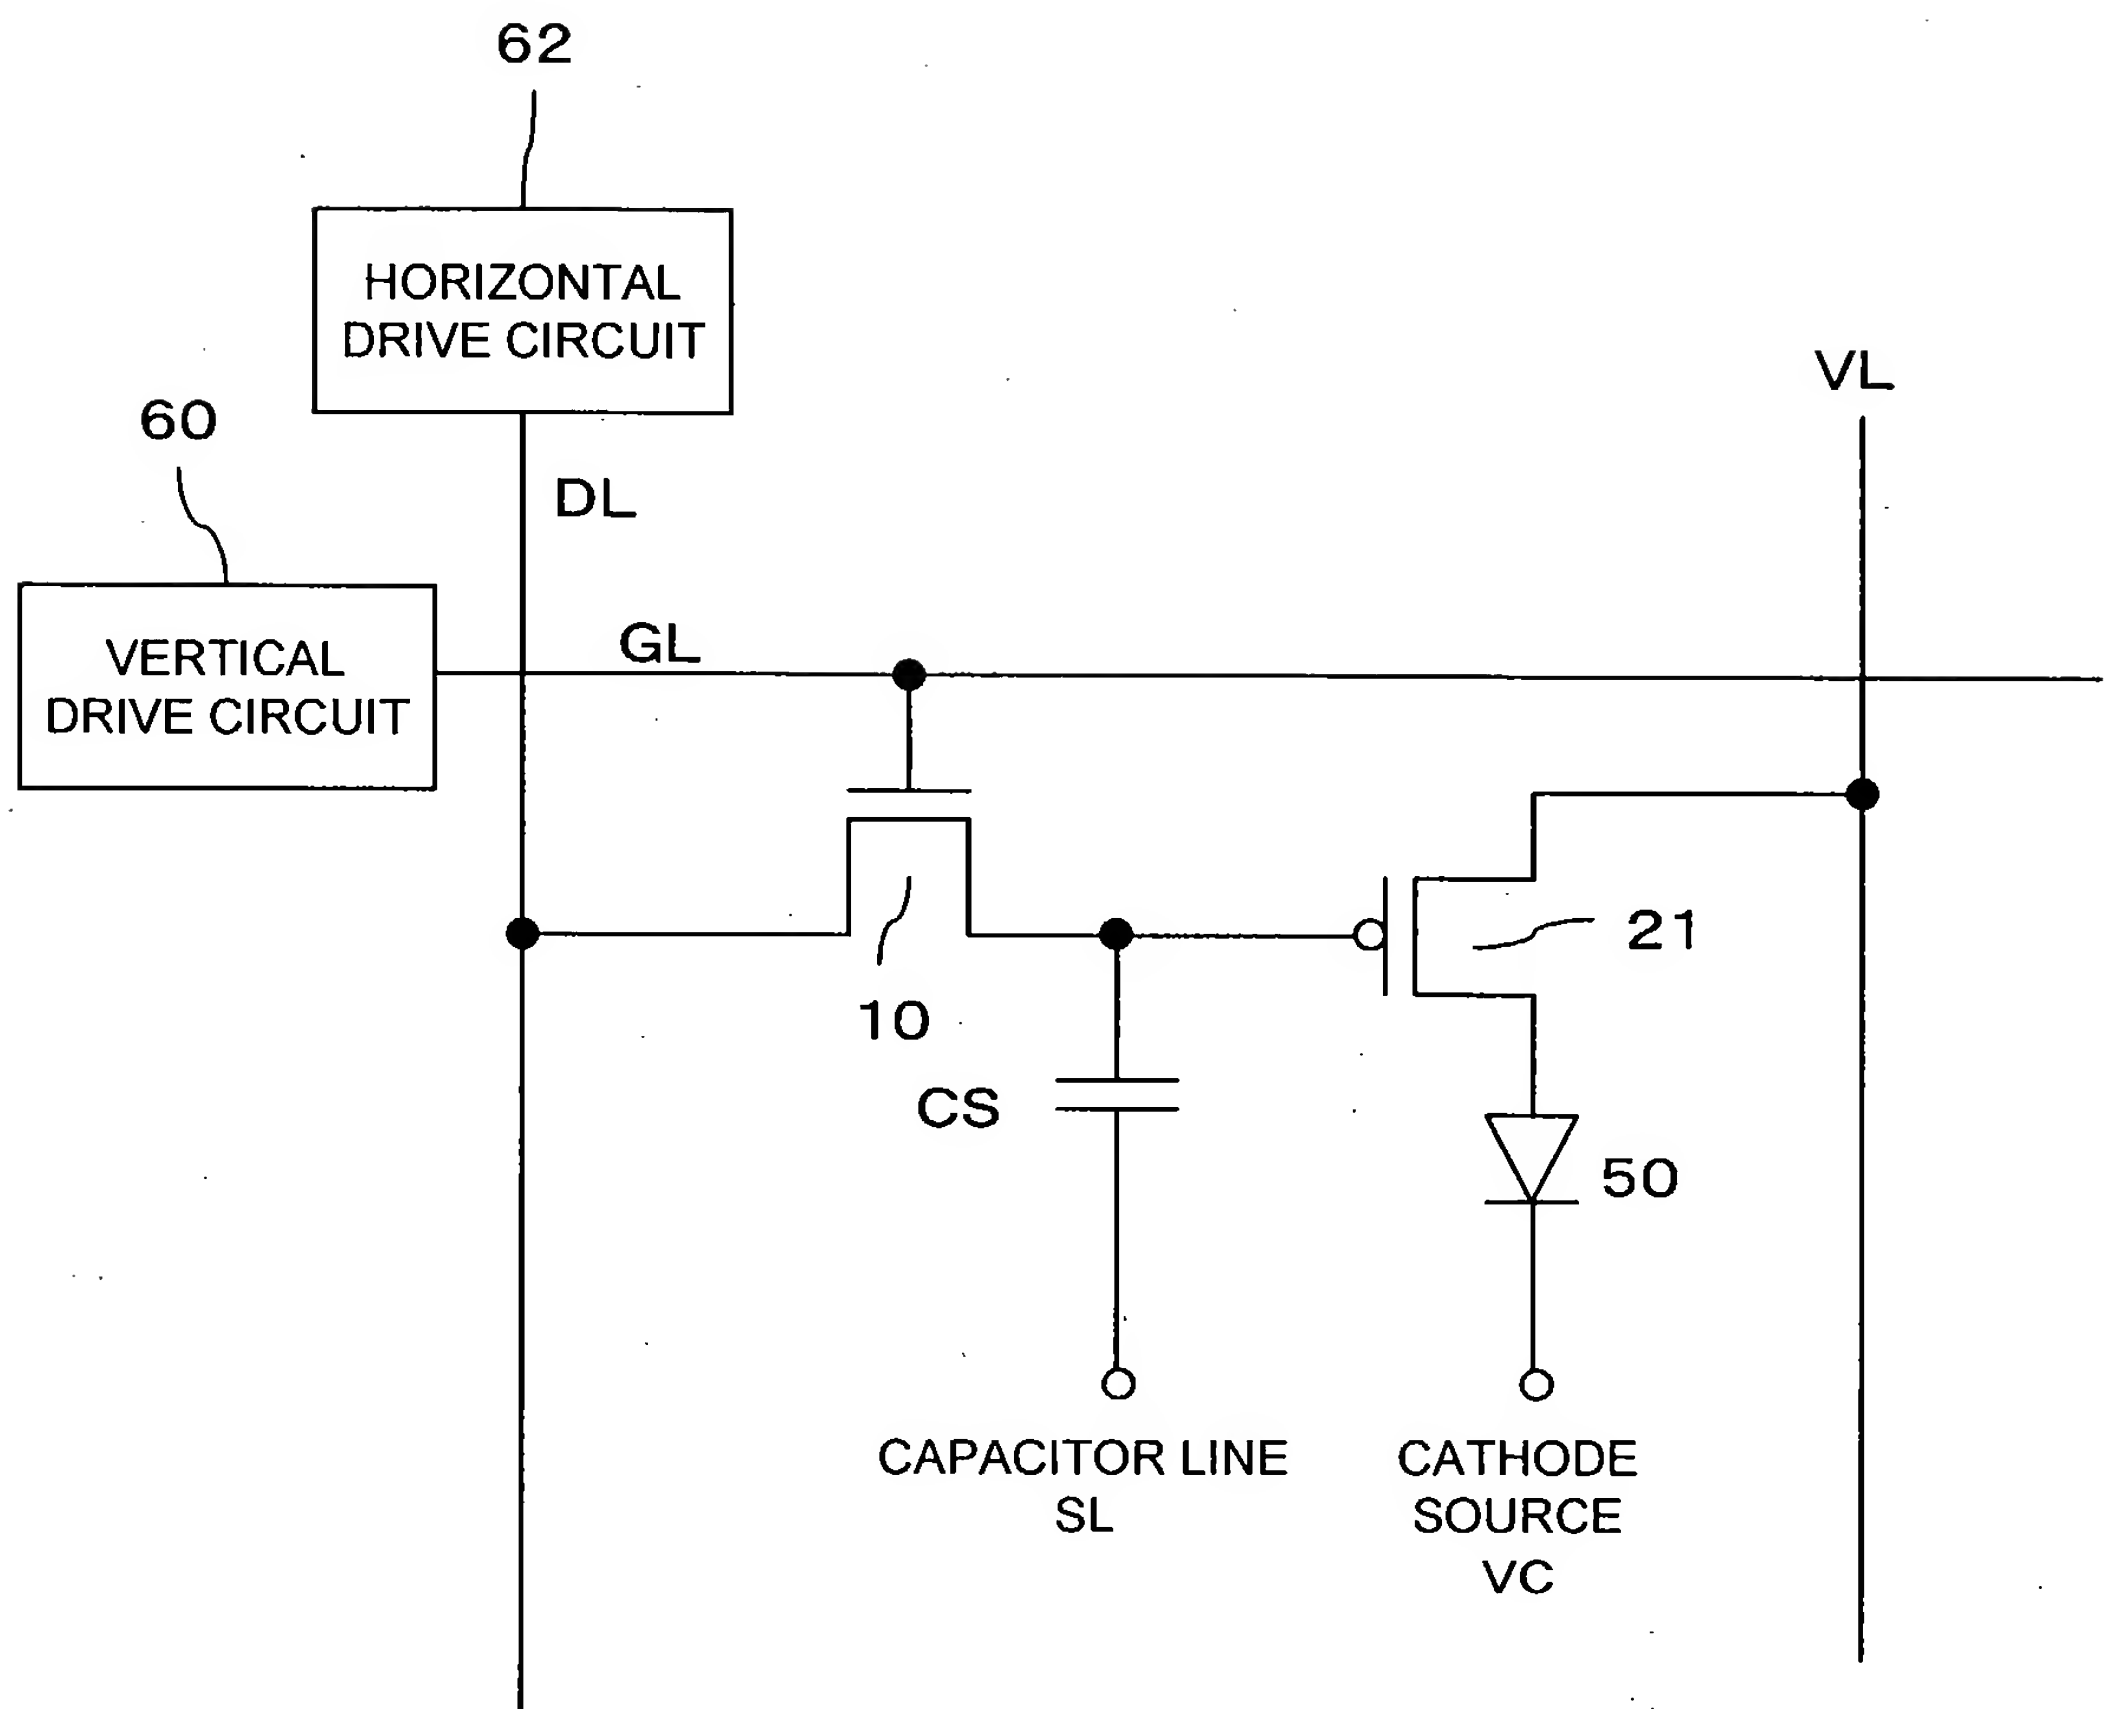 62
HORIZONTAL
DRIVE CIRCUIT
VL
60
DL
GL
VERTICAL
DRIVE CIRCUIT
21
10
CS
50
CAPACITOR LINE
SL
CATHODE
SOURCE
VC